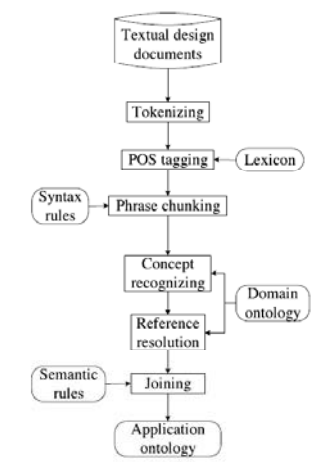 Textual design
documents
Tokenizing
POS tagging
Lexicon
Syntax
rules
Phrase chunking
Concept
recognizing
Domain
ontology
Reference
resolution
Semantic
rules
Joining
Application
ontology